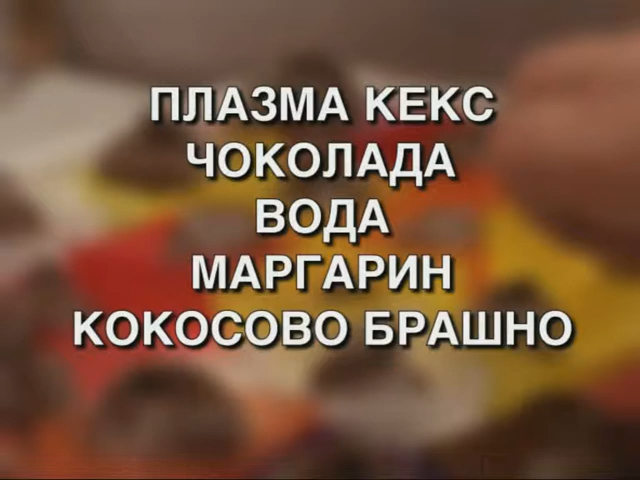 ПЛАЗМА КЕКС
ЧОКОЛАДА
ВОДА
МАРГАРИН
КОКОСОВО БРАШНО